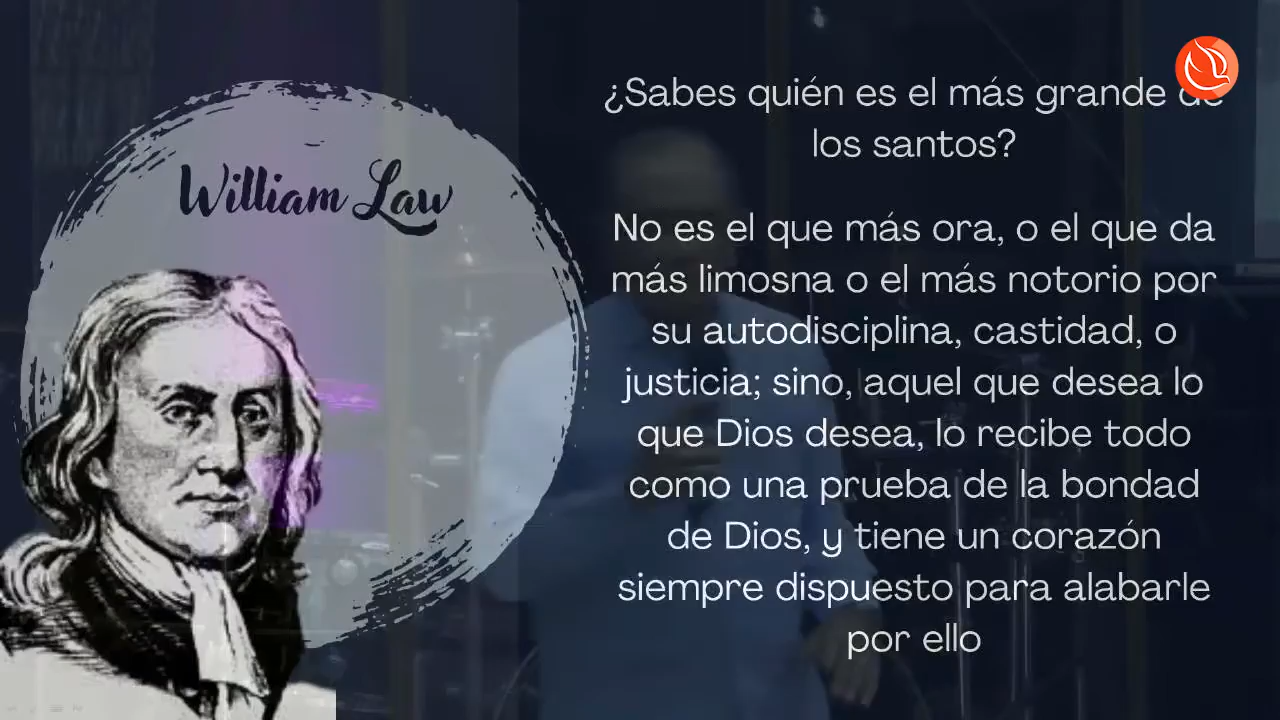 William Law
¿Sabes quién es el más grande de
los santos?
No es el que más ora, o el que da
más limosna o el más notorio por
su autodisciplina, castidad, o
justicia; sino, aquel que desea lo
que Dios desea, lo recibe todo
como una prueba de la bondad
de Dios, y tiene un corazón
siempre dispuesto para alabarle
por ello